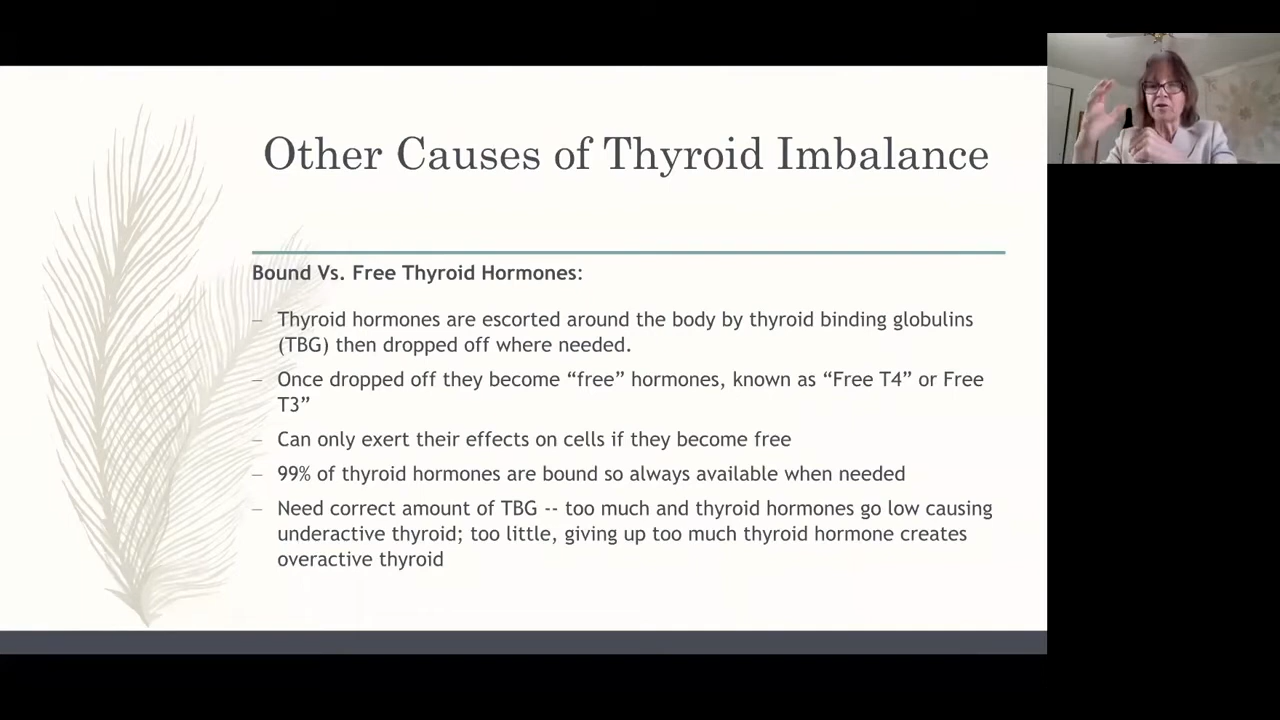 Other Causes of Thyroid Imbalance
Bound Vs. Free Thyroid Hormones:
– Thyroid hormones are escorted around the body by thyroid binding globulins
(TBG) then dropped off where needed.
– Once dropped off they become “free” hormones, known as “Free T4” or Free
T3”
– Can only exert their effects on cells if they become free
– 99% of thyroid hormones are bound so always available when needed
– Need correct amount of TBG -- too much and thyroid hormones go low causing
underactive thyroid; too little, giving up too much thyroid hormone creates
overactive thyroid